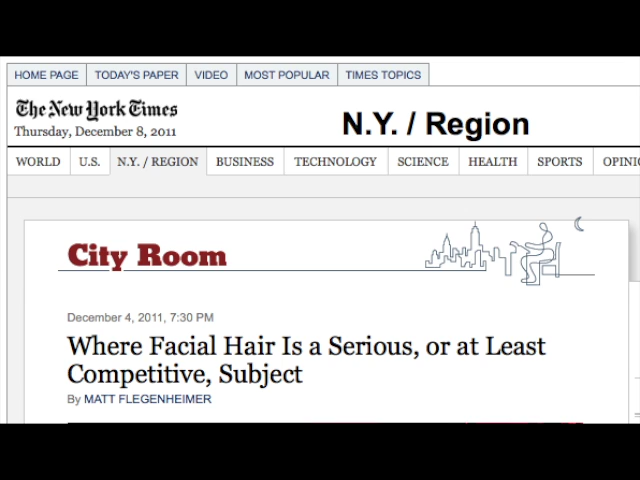 HOME PAGE TODAY'S PAPER VIDEO MOST POPULAR TIMES TOPICS
The New York Times
Thursday, December 8, 2011
N.Y. / Region
WORLD U.S. N.Y. / REGION BUSINESS TECHNOLOGY SCIENCE HEALTH SPORTS OPINI
City Room
December 4, 2011, 7:30 PM
Where Facial Hair Is a Serious, or at Least
Competitive, Subject
By MATT FLEGENHEIMER